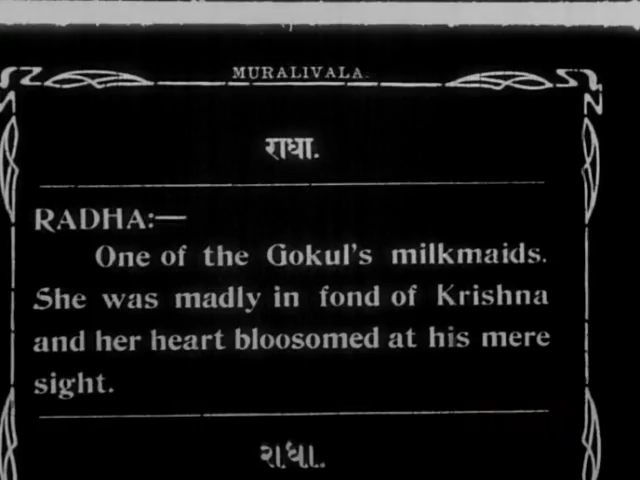 MURALIVALA.
राधा.
RADHA:—
One of the Gokul's milkmaids.
She was madly in fond of Krishna
and her heart bloosomed at his mere
sight.
રાધા.